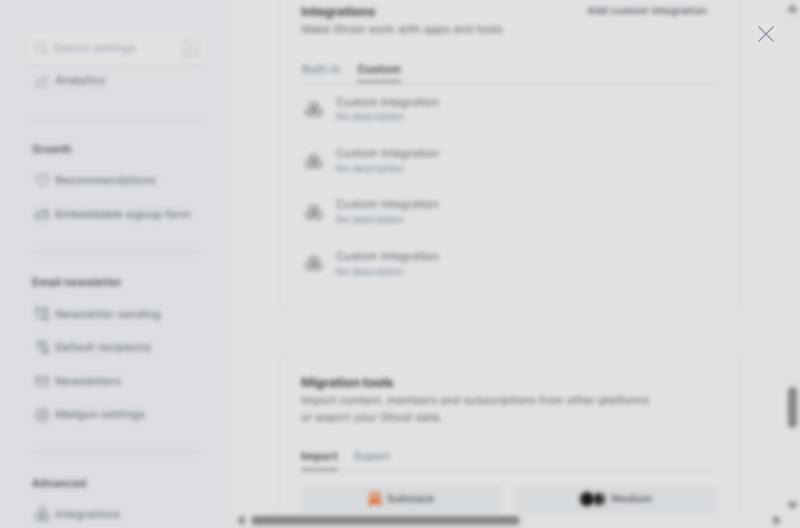 Integrations
Add custom integration
Make Ghost work with apps and tools
Search settings
/
Analytics
Built-in
Custom
Custom Integration
No description
Growth
Custom Integration
No description
Recommendations
Embeddable signup form
Custom Integration
No description
Custom Integration
No description
Email newsletter
Newsletter sending
Default recipients
Newsletters
Mailgun settings
Migration tools
Import content, members and subscriptions from other platforms
or export your Ghost data.
Import
Export
Advanced
Integrations
Substack
Medium